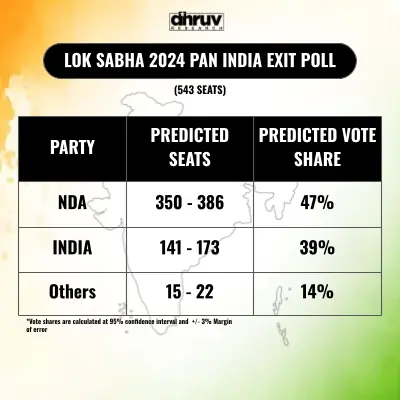 dhruv
RESEARCH
LOK SABHA 2024 PAN INDIA EXIT POLL
(543 SEATS)
PARTY
PREDICTED
SEATS
PREDICTED VOTE
SHARE
NDA
350 - 386
47%
INDIA
141 - 173
39%
Others
15 - 22
14%
*Vote shares are calculated at 95% confidence interval and +/- 3% Margin
of error